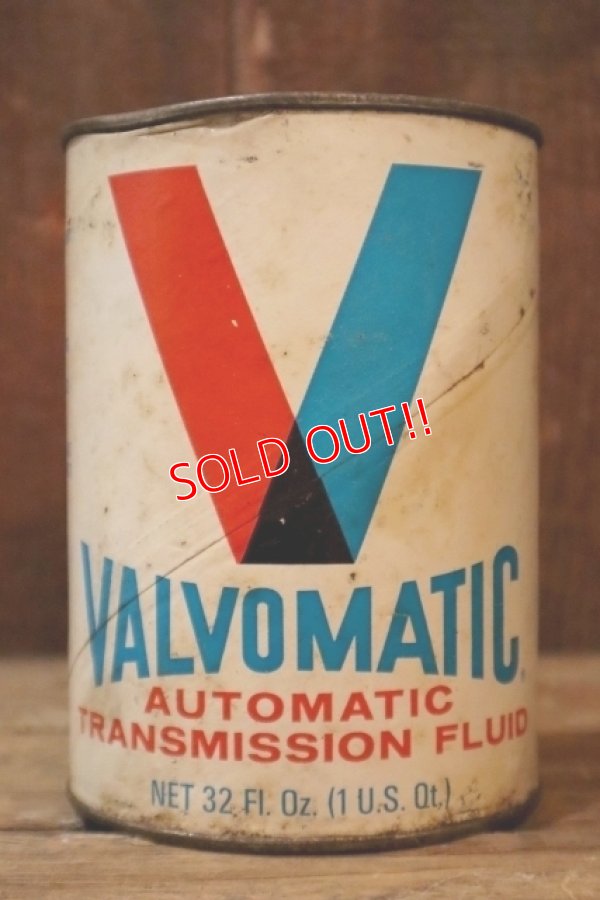 V
SOLD OUT!!
VALVOMATIC
AUTOMATIC
TRANSMISSION FLUID
NET 32 Fl. Oz. (1 U.S. Qt.)